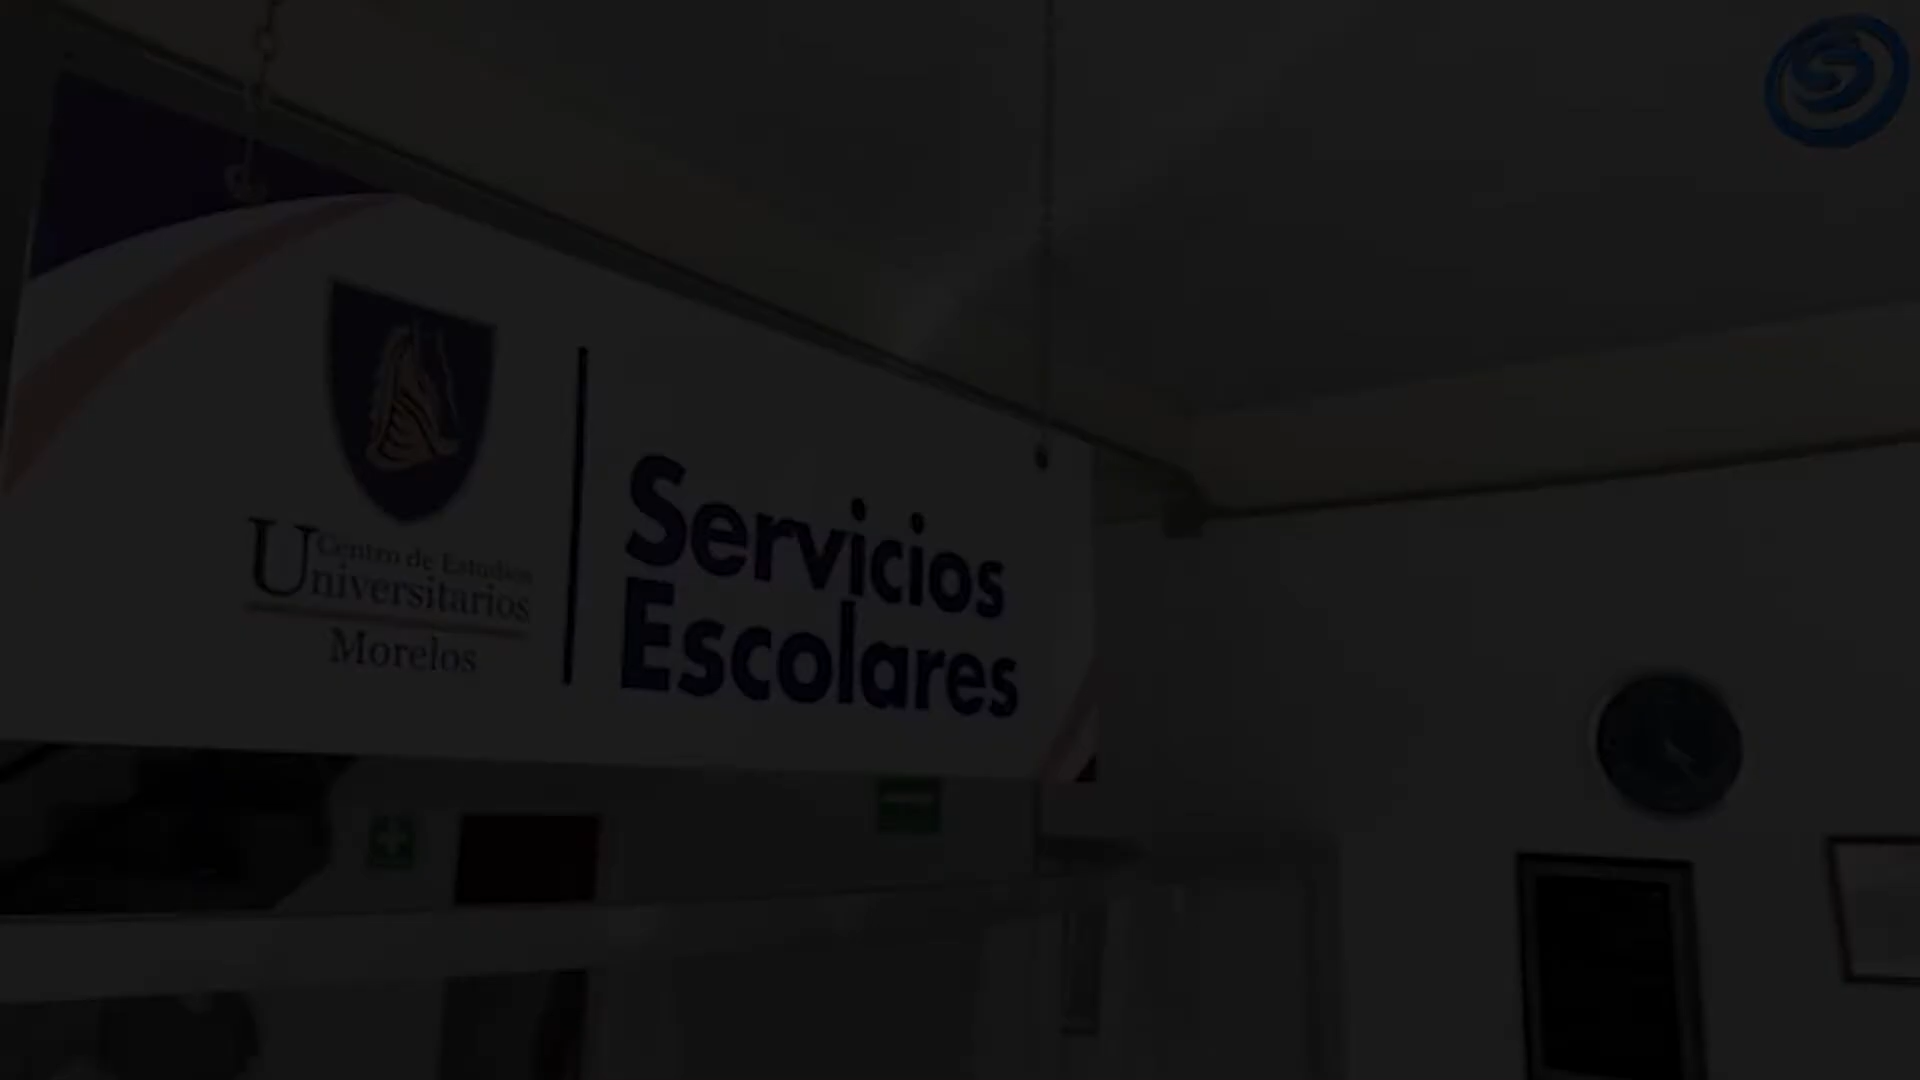 Centro de Estudios
Universitarios
Morelos
Servicios
Escolares